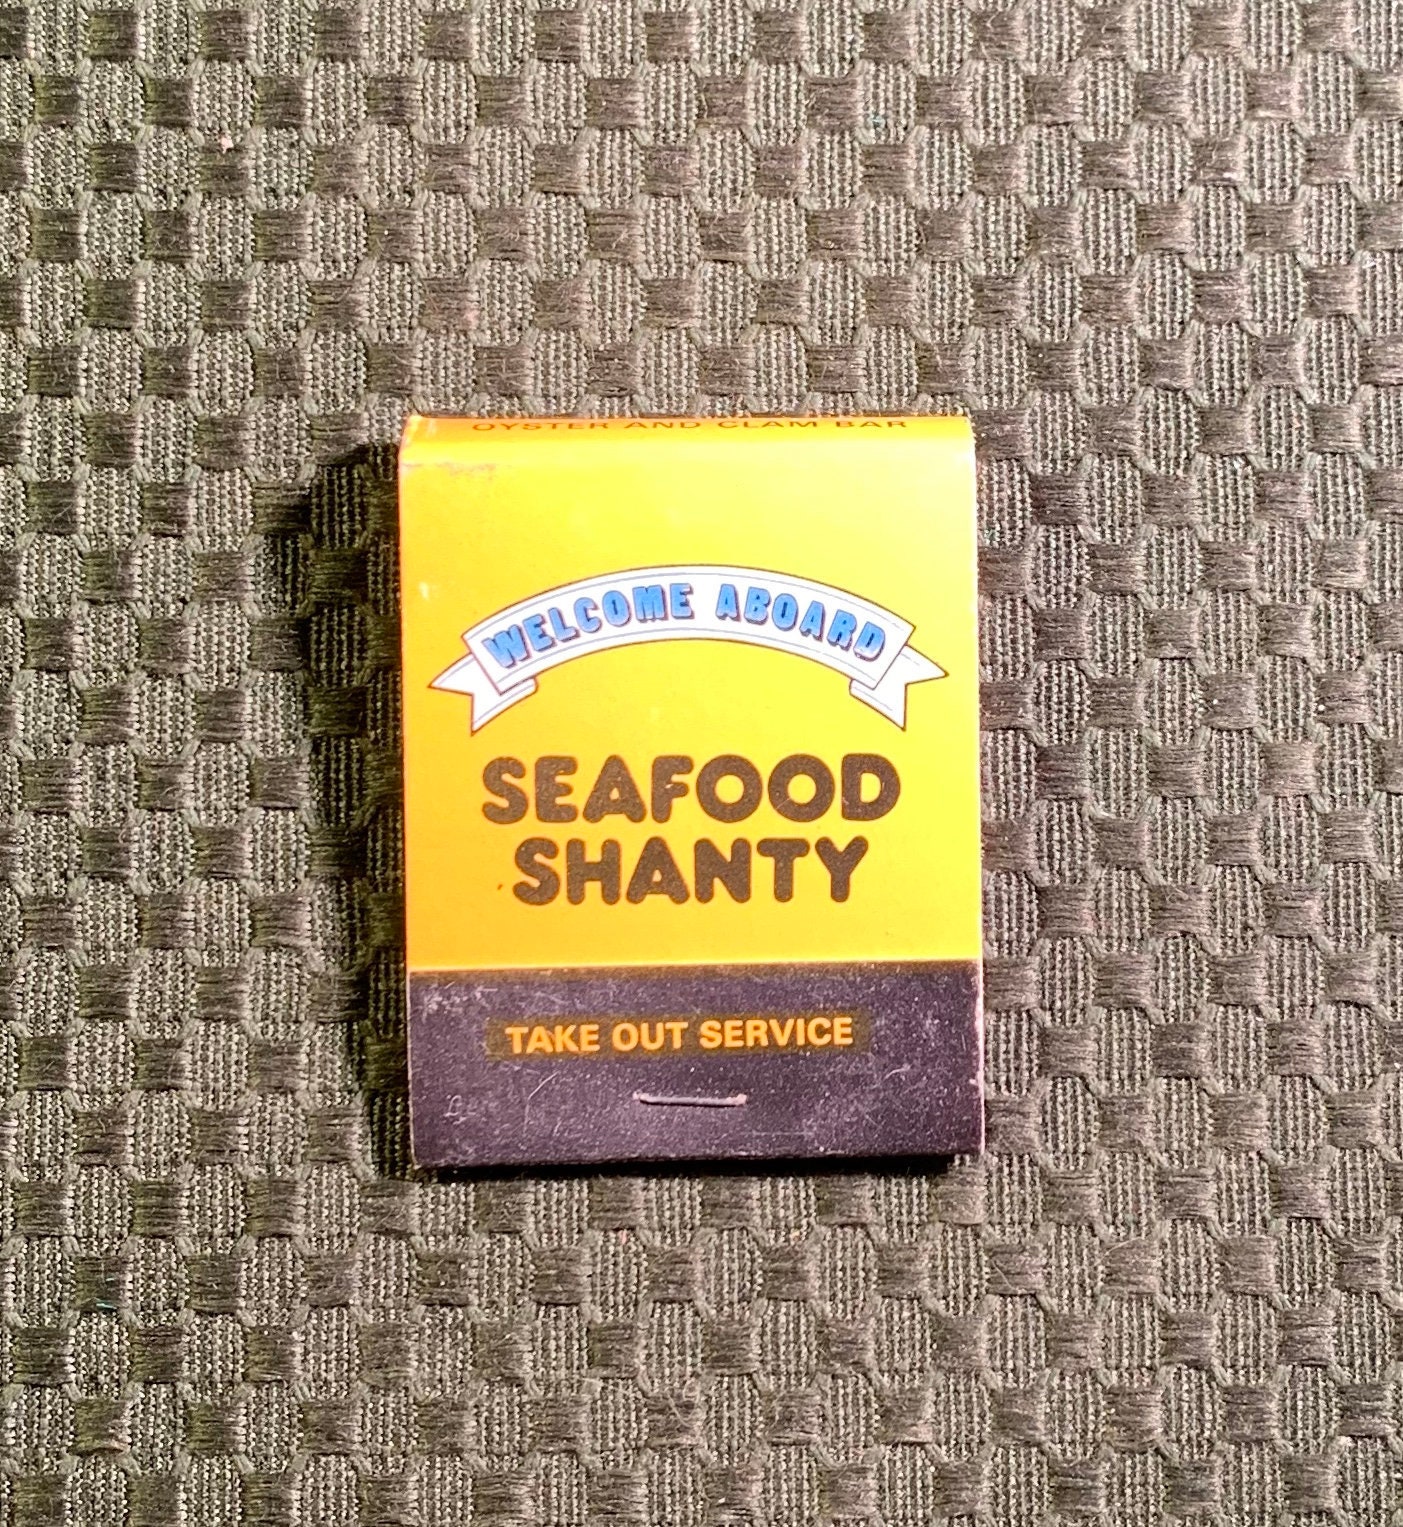 OYSTER AND CLAM BAR
WELCOME ABOARD
SEAFOOD
SHANTY
TAKE OUT SERVICE